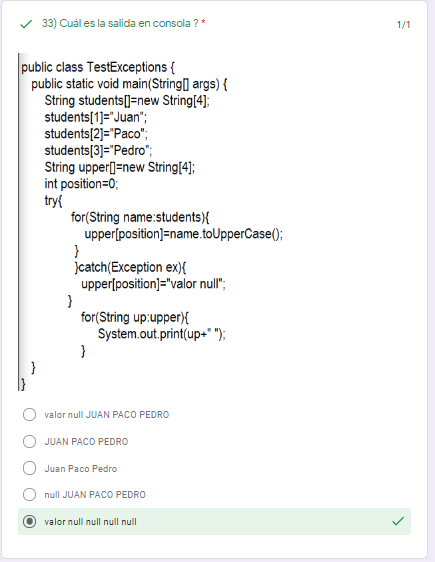 33) Cuál es la salida en consola ? *
1/1
public class TestExceptions {
public static void main(String[] args) {
String students[]=new String[4];
students[1]="Juan";
students[2]="Paco";
students[3]="Pedro";
String upper[]=new String[4];
int position=0;
try{
for(String name:students){
upper[position]=name.toUpperCase();
}
}catch(Exception ex){
upper[position]="valor null";
}
for(String up:upper){
System.out.print(up+" ");
}
}
}
valor null JUAN PACO PEDRO
JUAN PACO PEDRO
Juan Paco Pedro
null JUAN PACO PEDRO
valor null null null null